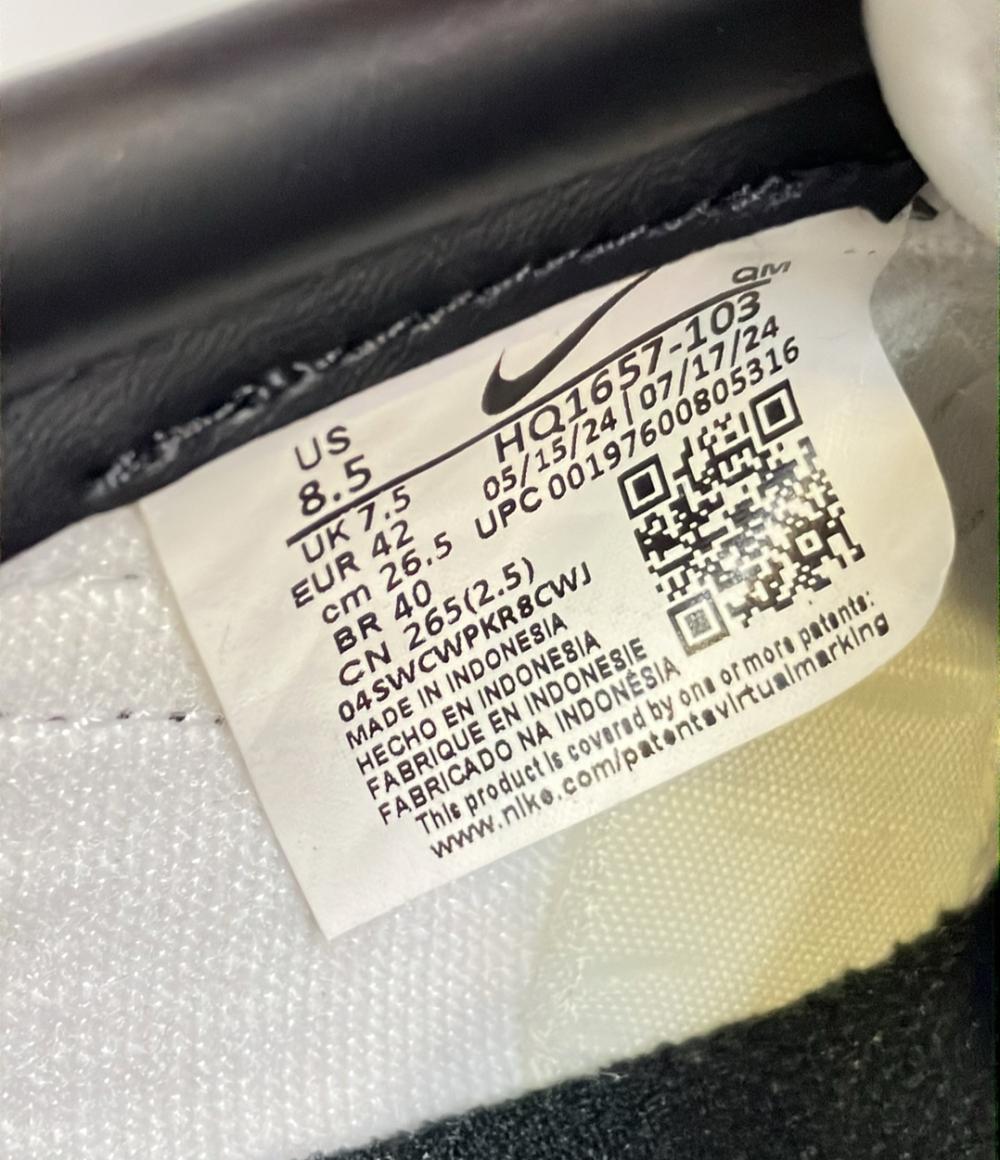 QM
US
8.5
HQ1657-103
05/15/24 | 07/17/24
UPC 00197600805316
UK 7.5
EUR 42
cm 26.5
BR 40
CN 265(2.5)
04SWCWPKR8CWJ
MADE IN INDONESIA
HECHO EN INDONESIA
FABRIQUE EN INDONESIE
FABRICADO NA INDONÉSIA
This product is covered by one or more patents:
www.nike.com/patentsvirtualmarking